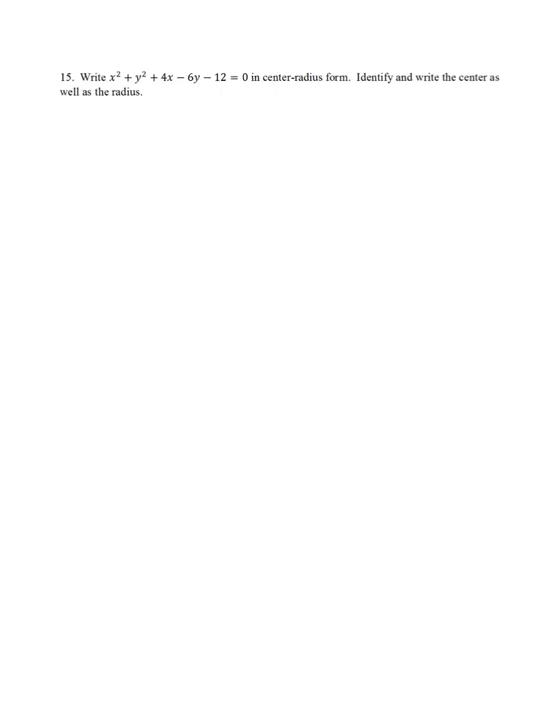 15. Write x² + y² + 4x − 6y − 12 = 0 in center-radius form. Identify and write the center as
well as the radius.